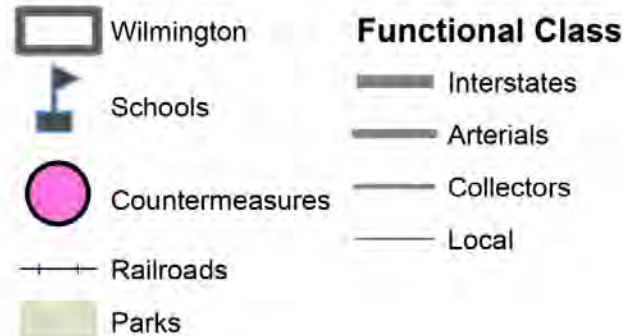 Wilmington
Schools
Countermeasures
Railroads
Parks
Functional Class
Interstates
Arterials
Collectors
Local